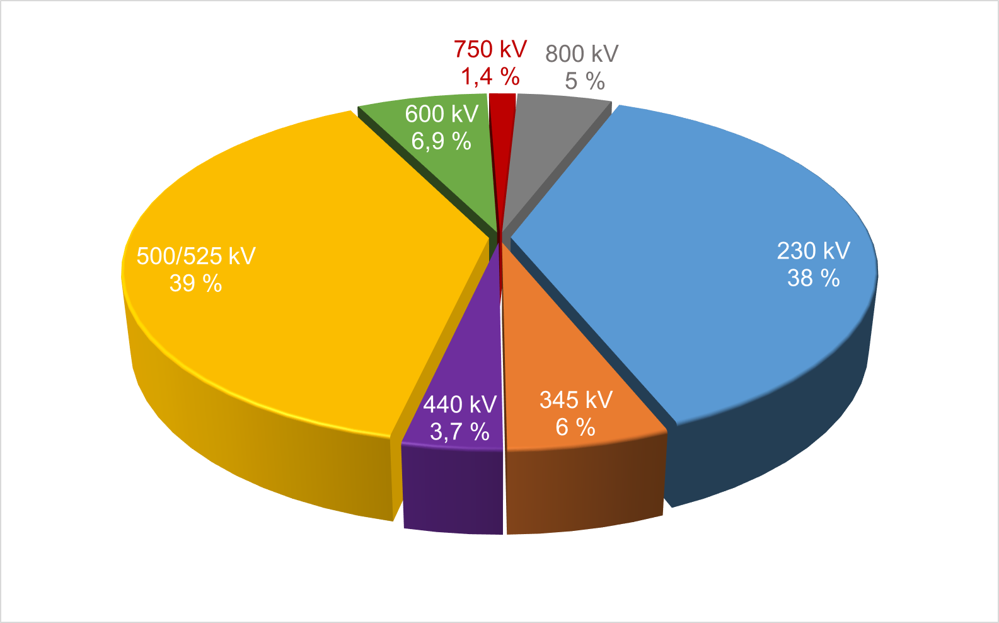 750 kV
1,4 %
800 kV
5 %
600 kV
6,9 %
500/525 kV
39 %
230 kV
38 %
440 kV
3,7 %
345 kV
6 %